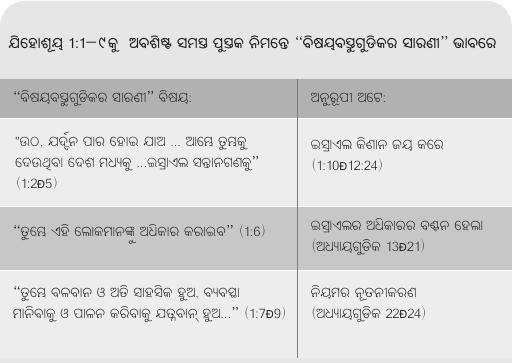 ଯିହୋଶୂୟ 1:1–୯କୁ ଅବଶିଷ୍ଟ ସମସ୍ତ ପୁସ୍ତକ ନିମନ୍ତେ “ବିଷୟବସ୍ତୁଗୁଡିକର ସାରଣୀ” ଭାବରେ
“ବିଷୟବସ୍ତୁଗୁଡିକର ସାରଣୀ” ବିଷୟ:
ଅନୁରୂପୀ ଅଟେ:
"ଉଠ, ଯର୍ଦ୍ଦନ ପାର ହୋଇ ଯାଅ ... ଆମ୍ଭେ ତୁମ୍ଭକୁ
ଦେଉଥିବା ଦେଶ ମଧ୍ୟକୁ ...ଇସ୍ରାଏଲ ସନ୍ତାନଗଣକୁ”
(1:2Ð5)
ଇସ୍ରାଏଲ କିଣାନ ଜୟ କରେ
(1:10Ð12:24)
“ତୁମ୍ଭେ ଏହି ଲୋକମାନଙ୍କୁ ଅଧିକାର କରାଇବ” (1:6)
ଇସ୍ରାଏଲର ଅଧିକାରର ବଣ୍ଟନ ହେଲା
(ଅଧ୍ୟାୟଗୁଡିକ 13Ð21)
“ତୁମ୍ଭେ ବଳବାନ ଓ ଅତି ସାହସିକ ହୁଅ, ବ୍ୟବସ୍ଥା
ମାନିବାକୁ ଓ ପାଳନ କରିବାକୁ ଯତ୍ନବାନ୍ ହୁଅ...” (1:7Ð9)
ନିୟମର ନୂତନୀକରଣ
(ଅଧ୍ୟାୟଗୁଡିକ 22Ð24)